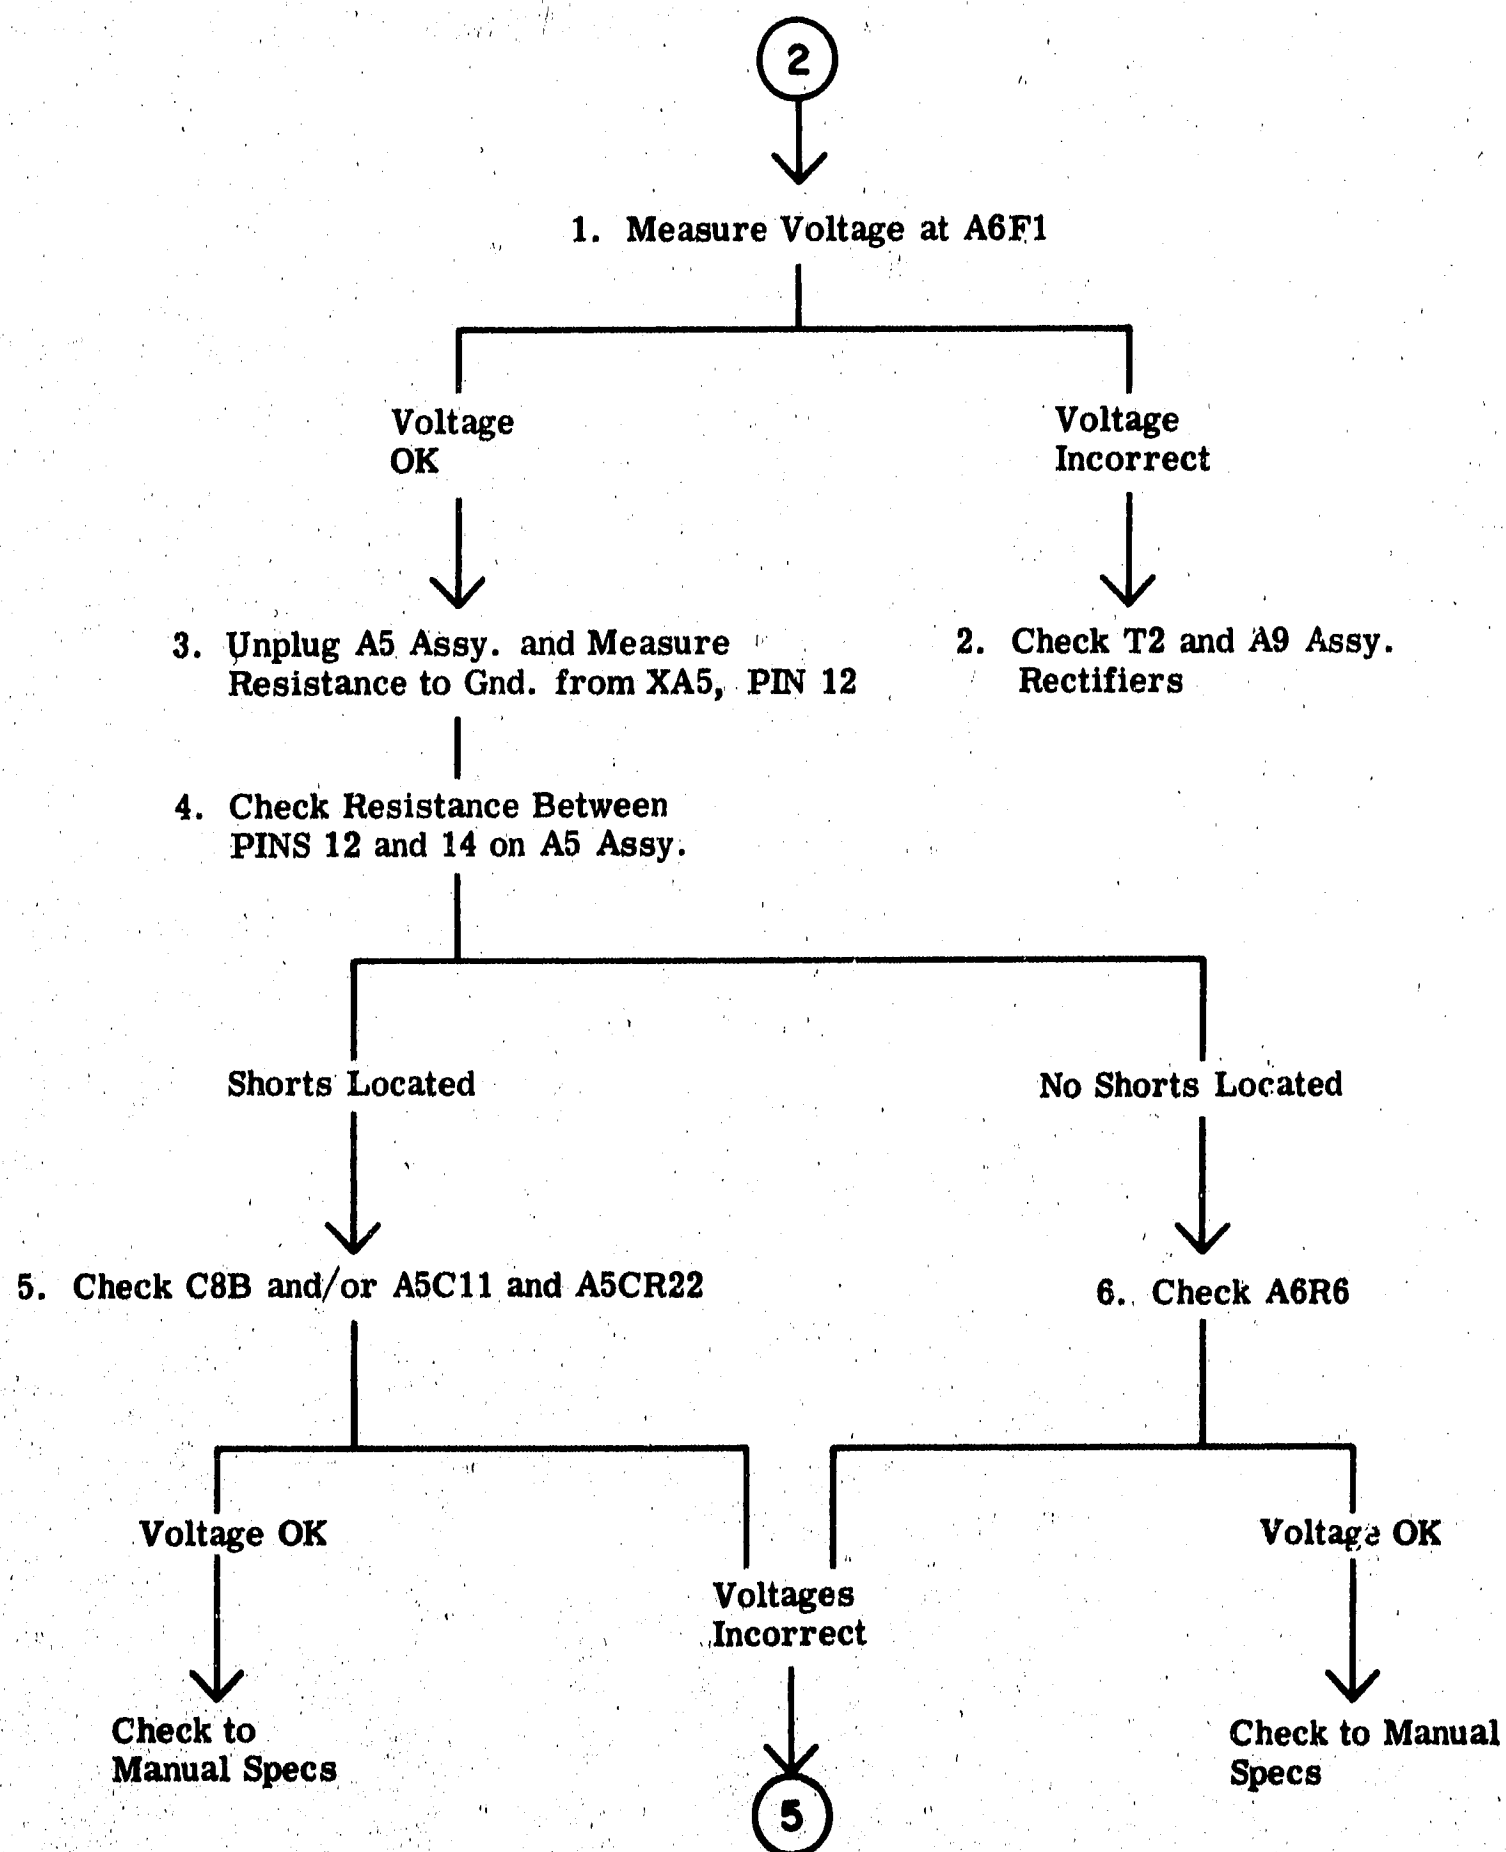 2
1. Measure Voltage at A6F1
Voltage
OK
Voltage
Incorrect
3. Unplug A5 Assy. and Measure
Resistance to Gnd. from XA5, PIN 12
2. Check T2 and A9 Assy.
Rectifiers
4. Check Resistance Between
PINS 12 and 14 on A5 Assy.
Shorts Located
No Shorts Located
5. Check C8B and/or A5C11 and A5CR22
6. Check A6R6
Voltage OK
Voltages
Incorrect
Voltage OK
Check to
Manual Specs
Check to Manual
Specs
5